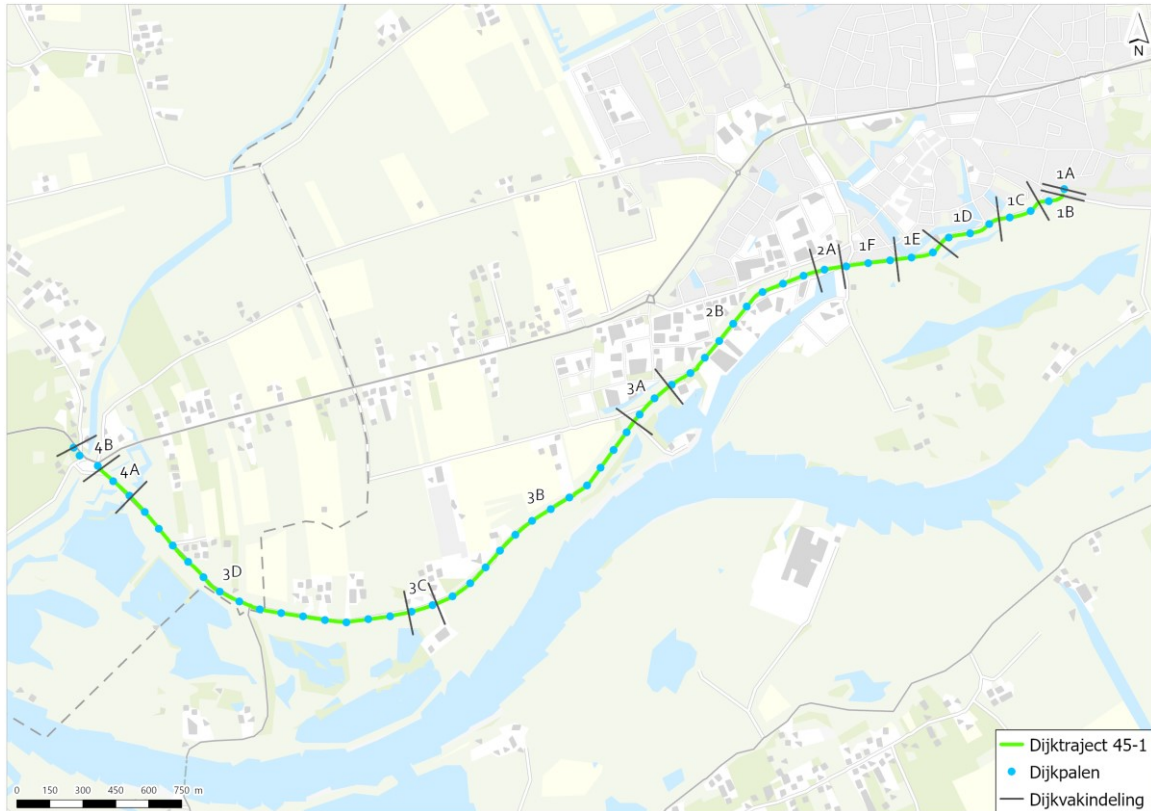 N
1A
1C
1B
1D
1E
1F
2A
2B
3A
4B
4A
3B
3D
3C
Dijktraject 45-1
Dijkpalen
Dijkvakindeling
0 150 300 450 600 750 m